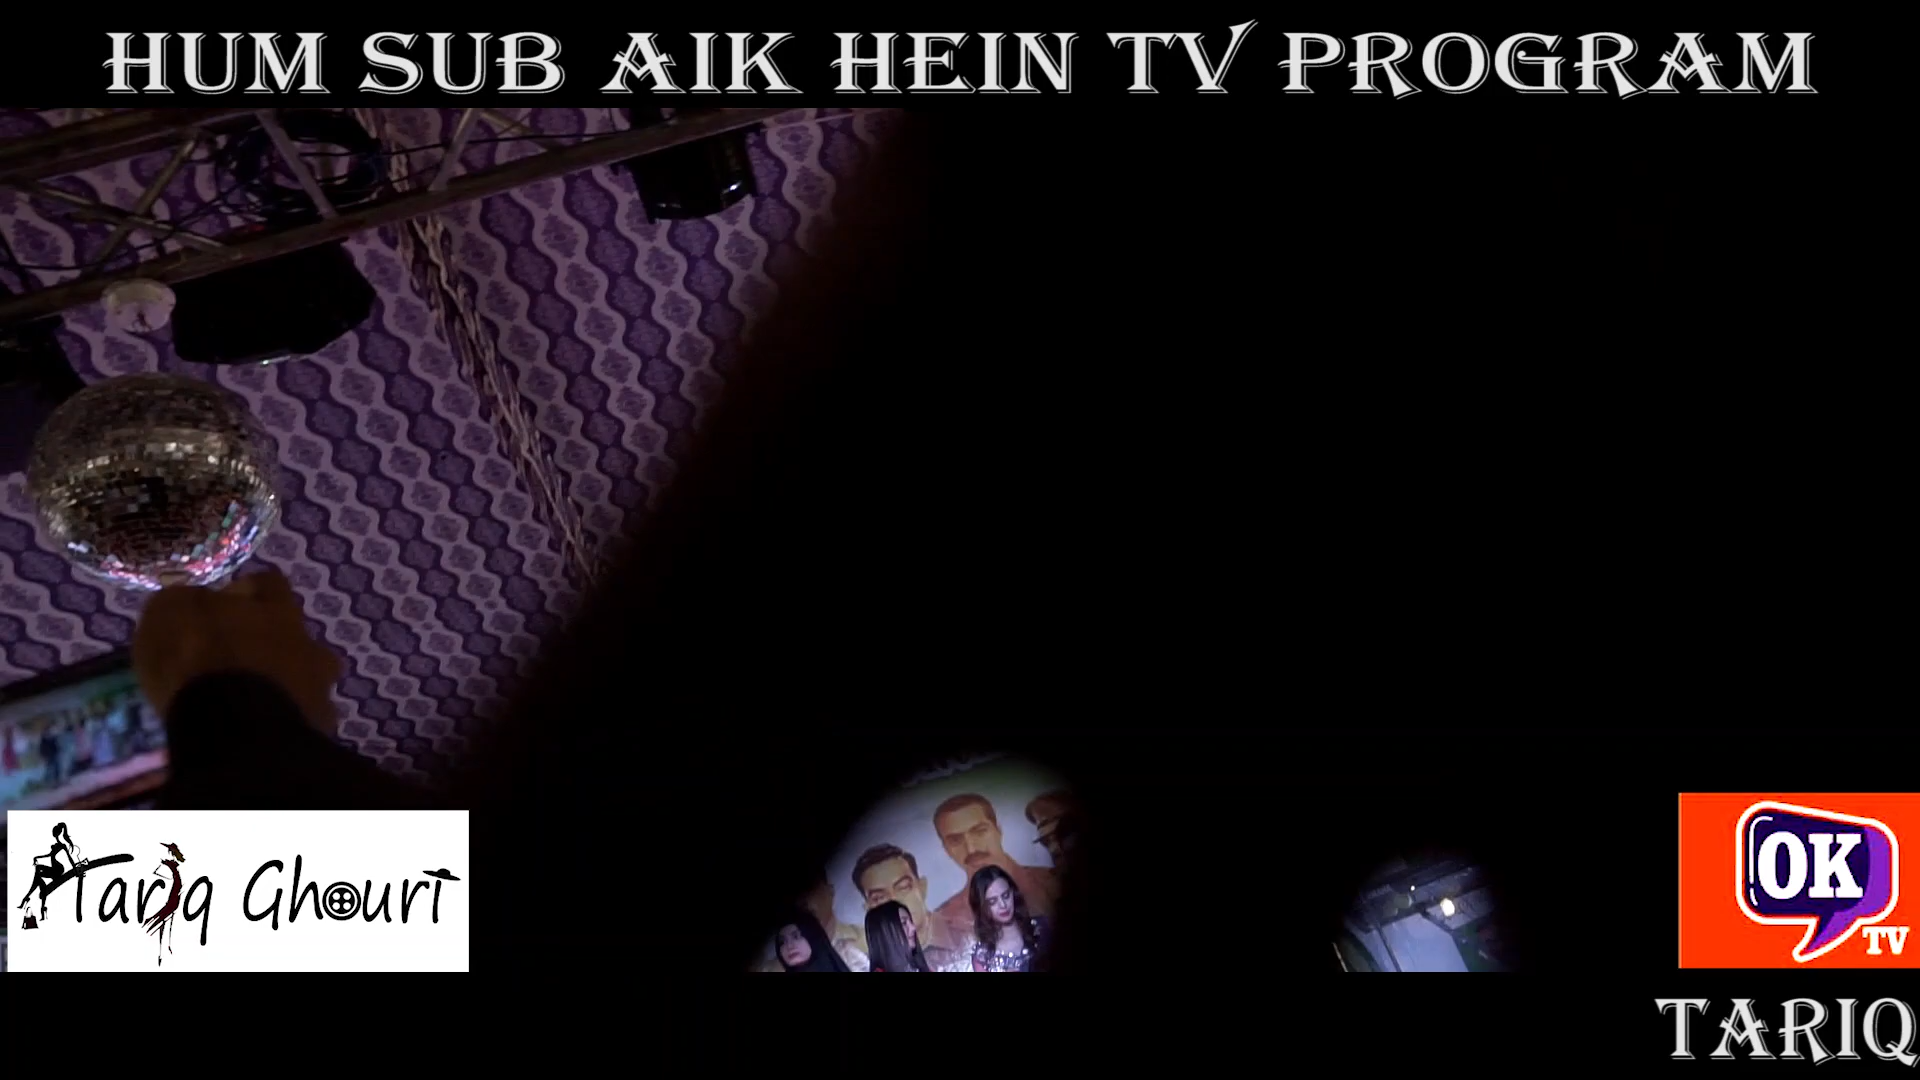 HUM SUB AIK HEIN TV PROGRAM
Tariq Ghouri
OK
TV
TARIQ